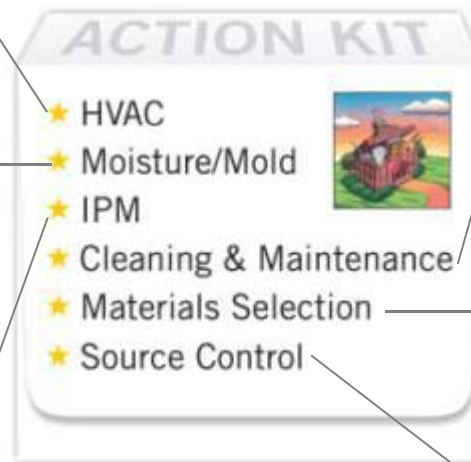 ACTION KIT
HVAC
Moisture/Mold
IPM
Cleaning & Maintenance
Materials Selection
Source Control